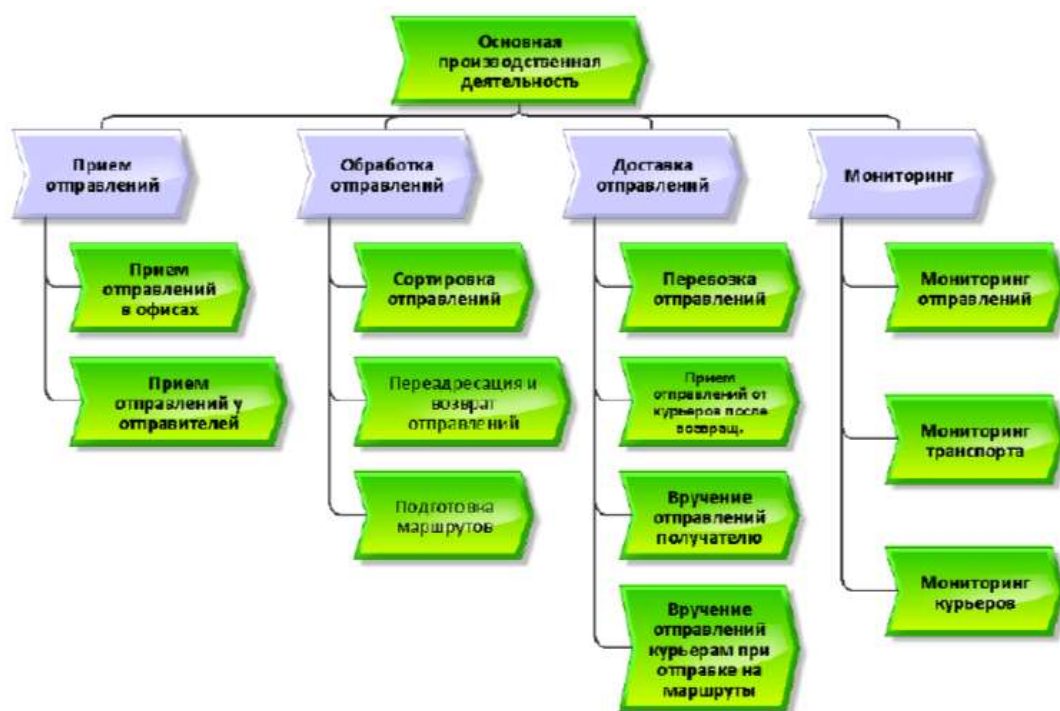 Основная
производственная
деятельность
Прием
отправлений
Обработка
отправлений
Доставка
отправлений
Мониторинг
Прием
отправлений
в офисах
Прием
отправлений у
отправителей
Сортировка
отправлений
Переадресация и
возврат
отправлений
Подготовка
маршрутов
Перевозка
отправлений
Прием
отправлений от
курьеров после
возвращ.
Вручение
отправлений
получателю
Вручение
отправлений
курьерам при
отправке на
маршруты
Мониторинг
отправлений
Мониторинг
транспорта
Мониторинг
курьеров